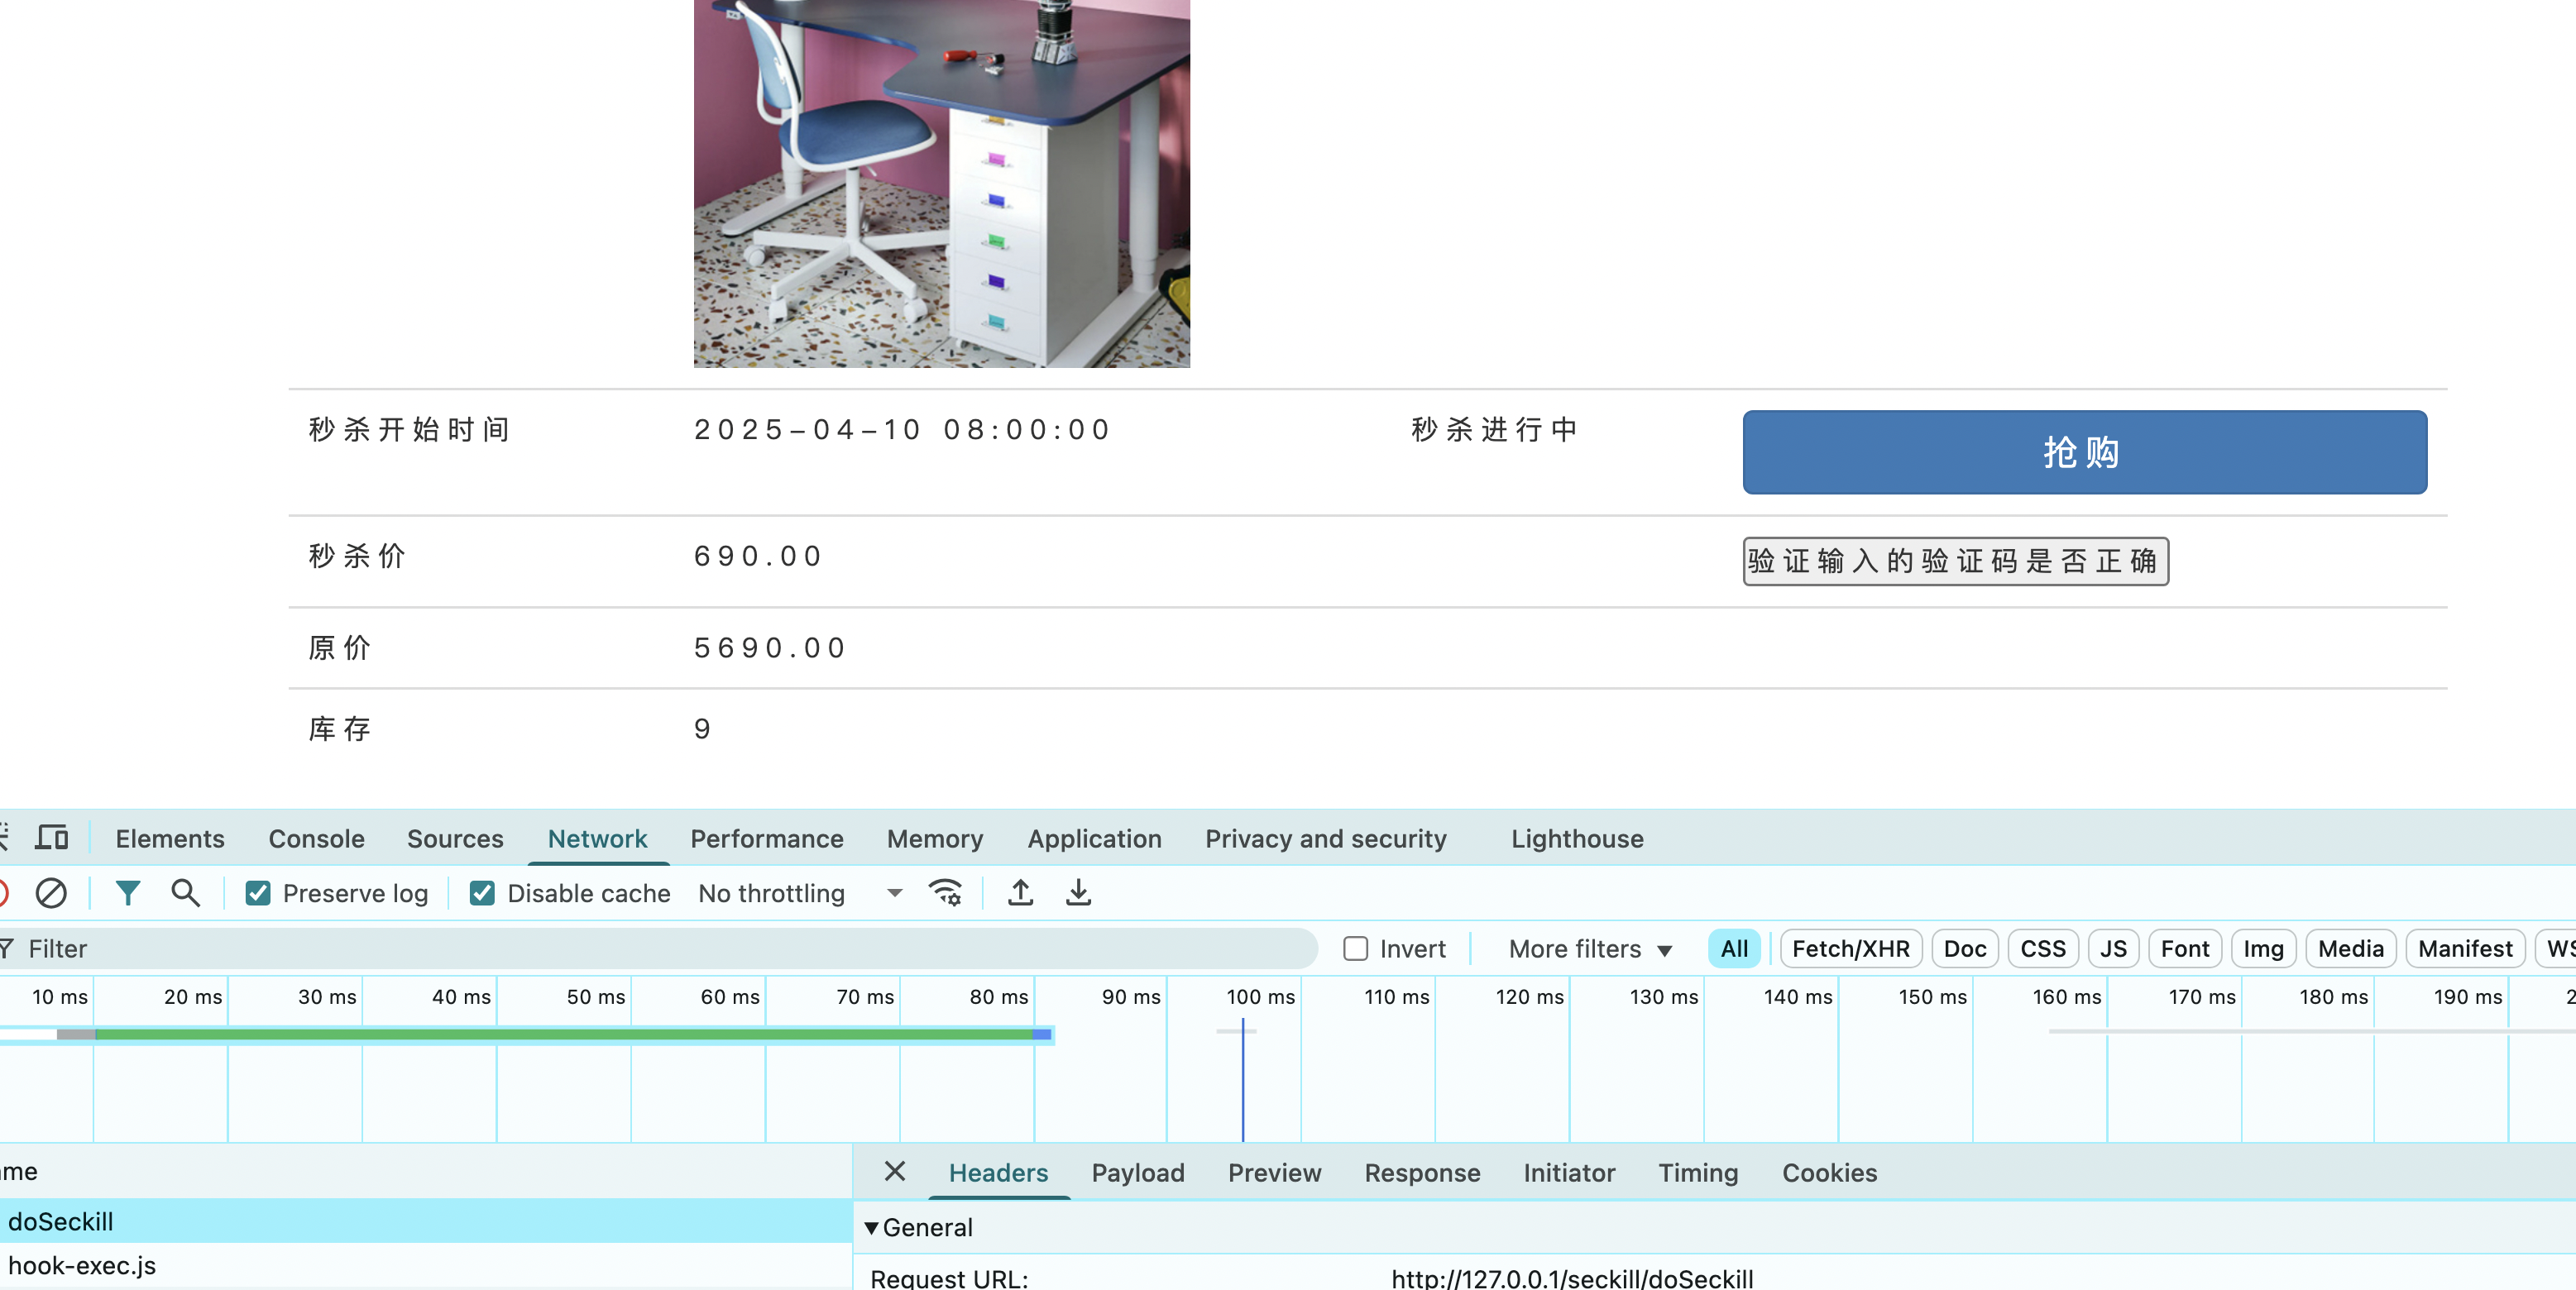 秒杀开始时间 2025-04-10 08:00:00 秒杀进行中 抢购
秒杀价 690.00 验证输入的验证码是否正确
原价 5690.00
库存 9
Elements Console Sources Network Performance Memory Application Privacy and security Lighthouse
Preserve log Disable cache No throttling
Filter Invert More filters All Fetch/XHR Doc CSS JS Font Img Media Manifest
10 ms 20 ms 30 ms 40 ms 50 ms 60 ms 70 ms 80 ms 90 ms 100 ms 110 ms 120 ms 130 ms 140 ms 150 ms 160 ms 170 ms 180 ms 190 ms
Headers Payload Preview Response Initiator Timing Cookies
doSeckill General
hook-exec.js Request URL: http://127.0.0.1/seckill/doSeckill